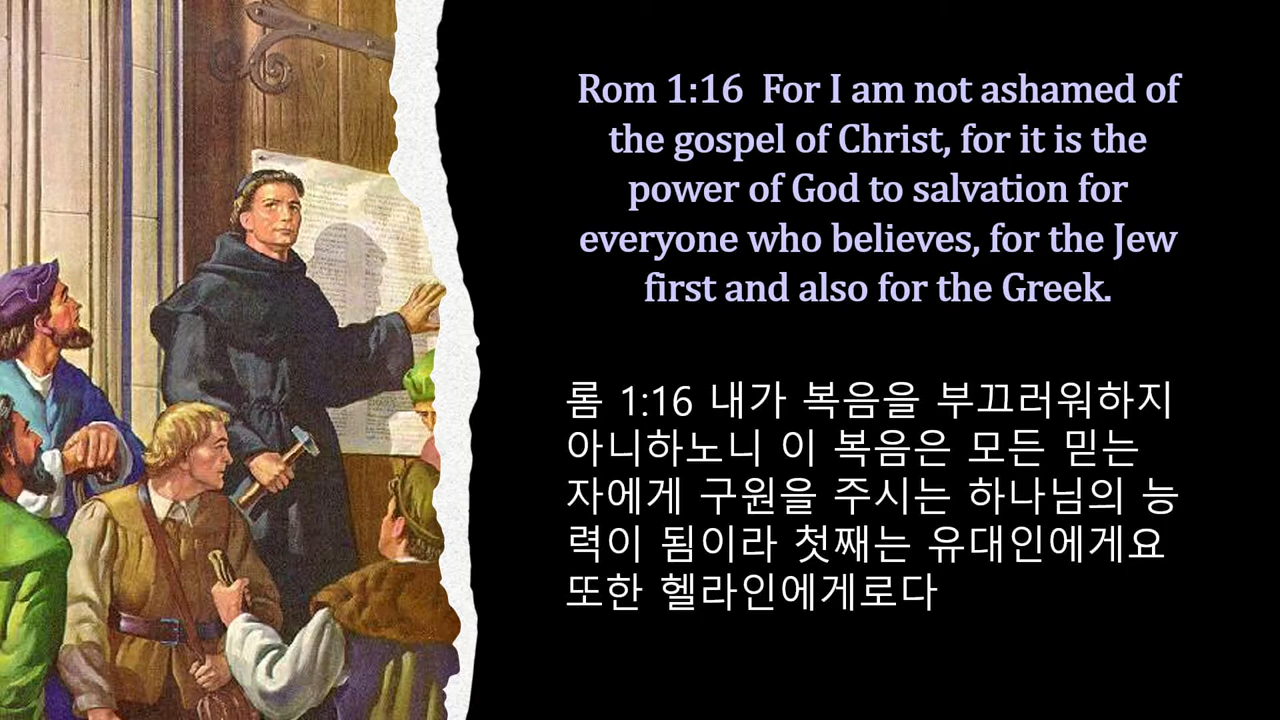 Rom 1:16  For I am not ashamed of
the gospel of Christ, for it is the
power of God to salvation for
everyone who believes, for the Jew
first and also for the Greek.
롬 1:16 내가 복음을 부끄러워하지
아니하노니 이 복음은 모든 믿는
자에게 구원을 주시는 하나님의 능
력이 됨이라 첫째는 유대인에게요
또한 헬라인에게로다